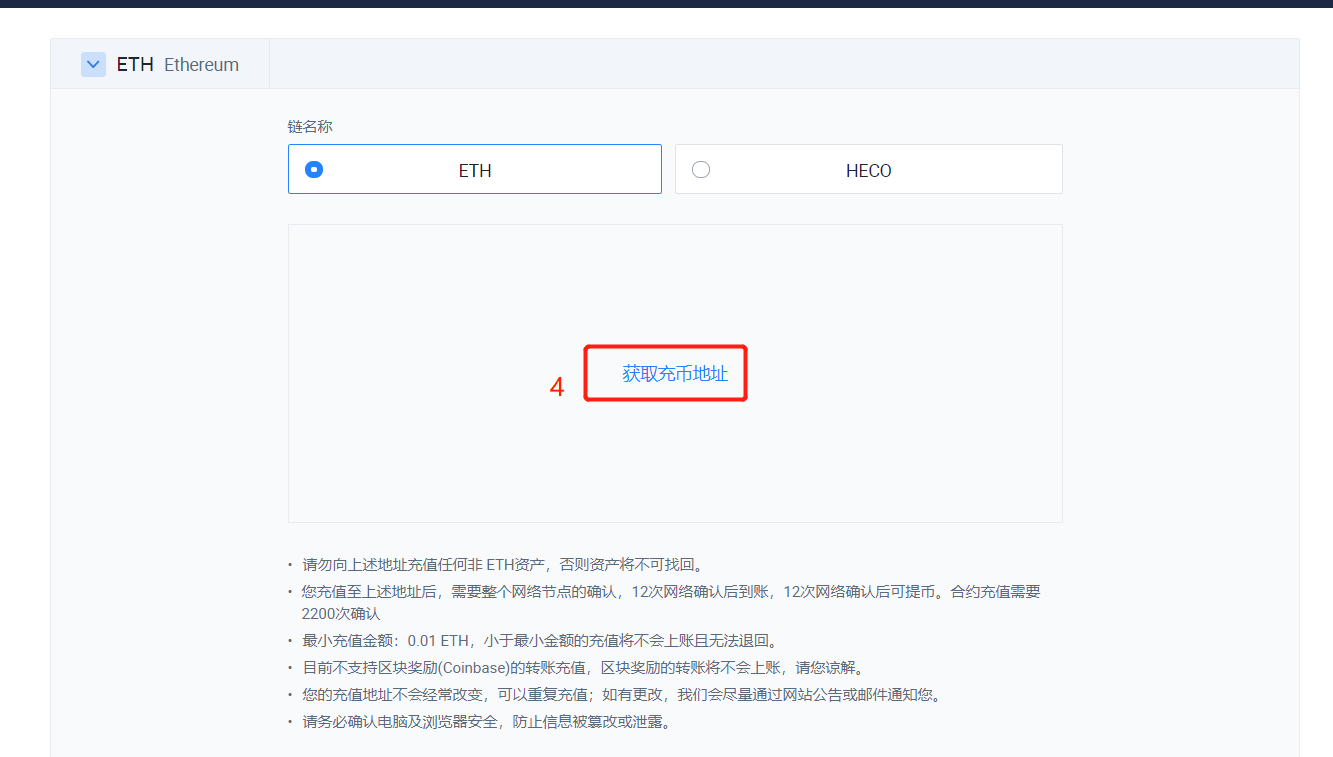 ETH Ethereum
链名称
ETH
HECO
4
获取充币地址
• 请勿向上述地址充值任何非 ETH资产，否则资产将不可找回。
• 您充值至上述地址后，需要整个网络节点的确认，12次网络确认后到账，12次网络确认后可提币。合约充值需要
2200次确认
• 最小充值金额：0.01 ETH，小于最小金额的充值将不会上账且无法退回。
• 目前不支持区块奖励(Coinbase)的转账充值，区块奖励的转账将不会上账，请您谅解。
• 您的充值地址不会经常改变，可以重复充值；如有更改，我们会尽量通过网站公告或邮件通知您。
• 请务必确认电脑及浏览器安全，防止信息被篡改或泄露。